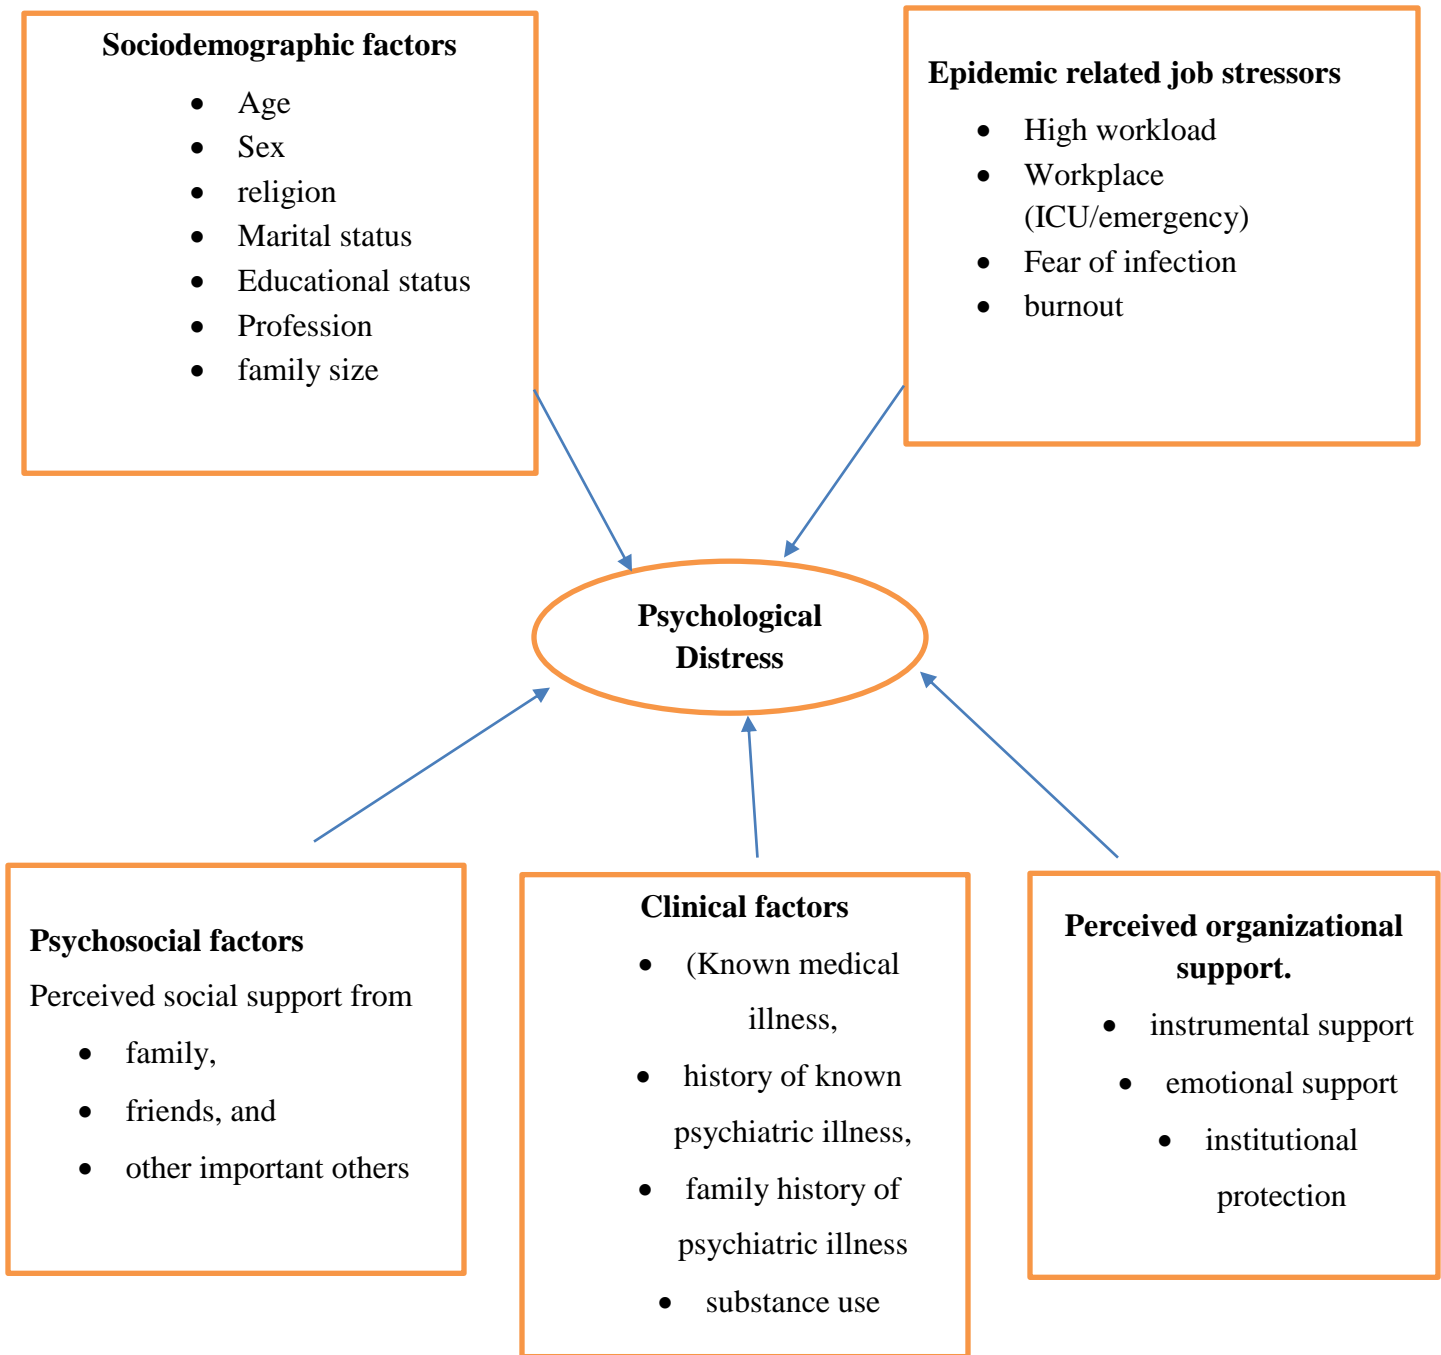 Sociodemographic factors
• Age
• Sex
• religion
• Marital status
• Educational status
• Profession
• family size
Epidemic related job stressors
• High workload
• Workplace
(ICU/emergency)
• Fear of infection
• burnout
Psychological
Distress
Psychosocial factors
Perceived social support from
• family,
• friends, and
• other important others
Clinical factors
• (Known medical
illness,
• history of known
psychiatric illness,
• family history of
psychiatric illness
• substance use
Perceived organizational
support.
• instrumental support
• emotional support
• institutional
protection